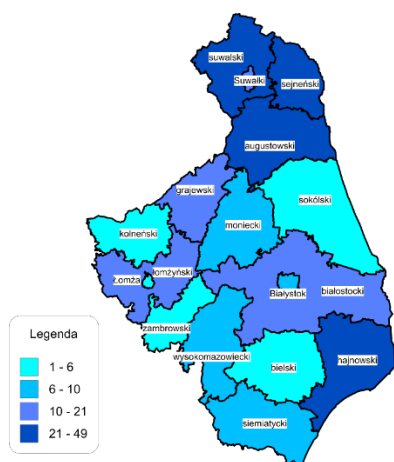 suwalski
Suwałki
sejneński
augustowski
grajewski
sokólski
moniecki
kolneński
łomżyński
Łomża
Białystok
białostocki
zambrowski
wysokomazowiecki
bielski
hajnowski
siemiatycki
Legenda
1 - 6
6 - 10
10 - 21
21 - 49